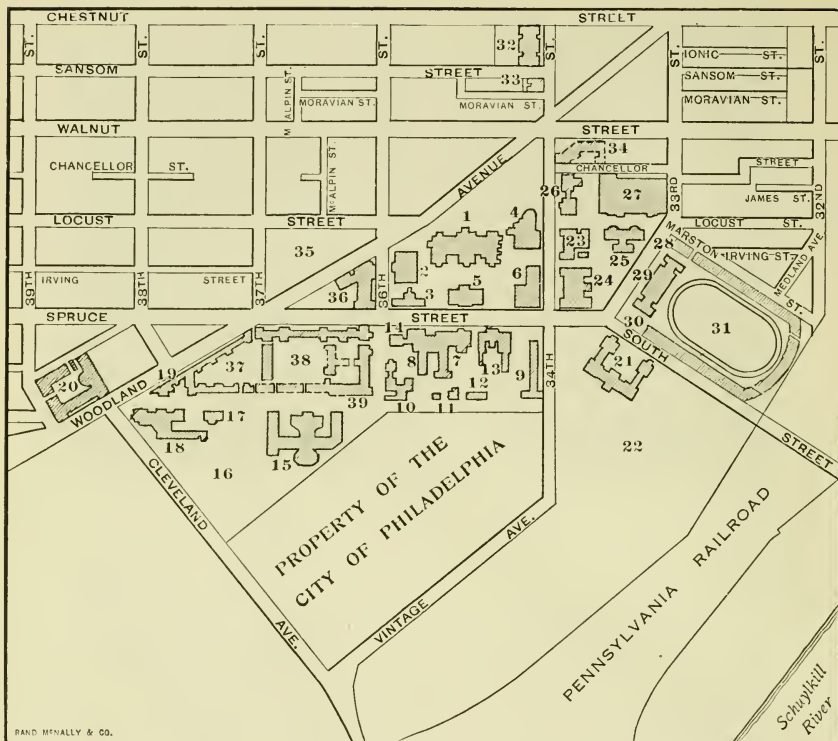 CHESTNUT STREET
ST. ST. ST. ST. ST. ST. ST.
32
IONIC ST.
SANSOM STREET SANSOM ST.
33
MCALPIN ST.
MORAVIAN ST. MORAVIAN ST. MORAVIAN ST.
WALNUT STREET
34
CHANCELLOR ST. CHANCELLOR STREET
MCALPIN ST.
AVENUE
26 27 33RD JAMES ST. 32ND
LOCUST STREET LOCUST ST.
1 4
35
23 25 28 MARSTON ST.
IRVING ST.
MEDLAND AVE.
2
29
39TH IRVING 38TH STREET 37TH 36 36TH 3 5 6 24
31
SPRUCE STREET
30
SOUTH STREET
14
38 8 7 13
37
21
20 19 39 12 9 34TH
WOODLAND
10 11
17
18
15
22
16
CLEVELAND AVE.
PROPERTY OF THE
CITY OF PHILADELPHIA
VINTAGE AVE.
PENNSYLVANIA RAILROAD
Schuylkill
River
RAND MCNALLY & CO.